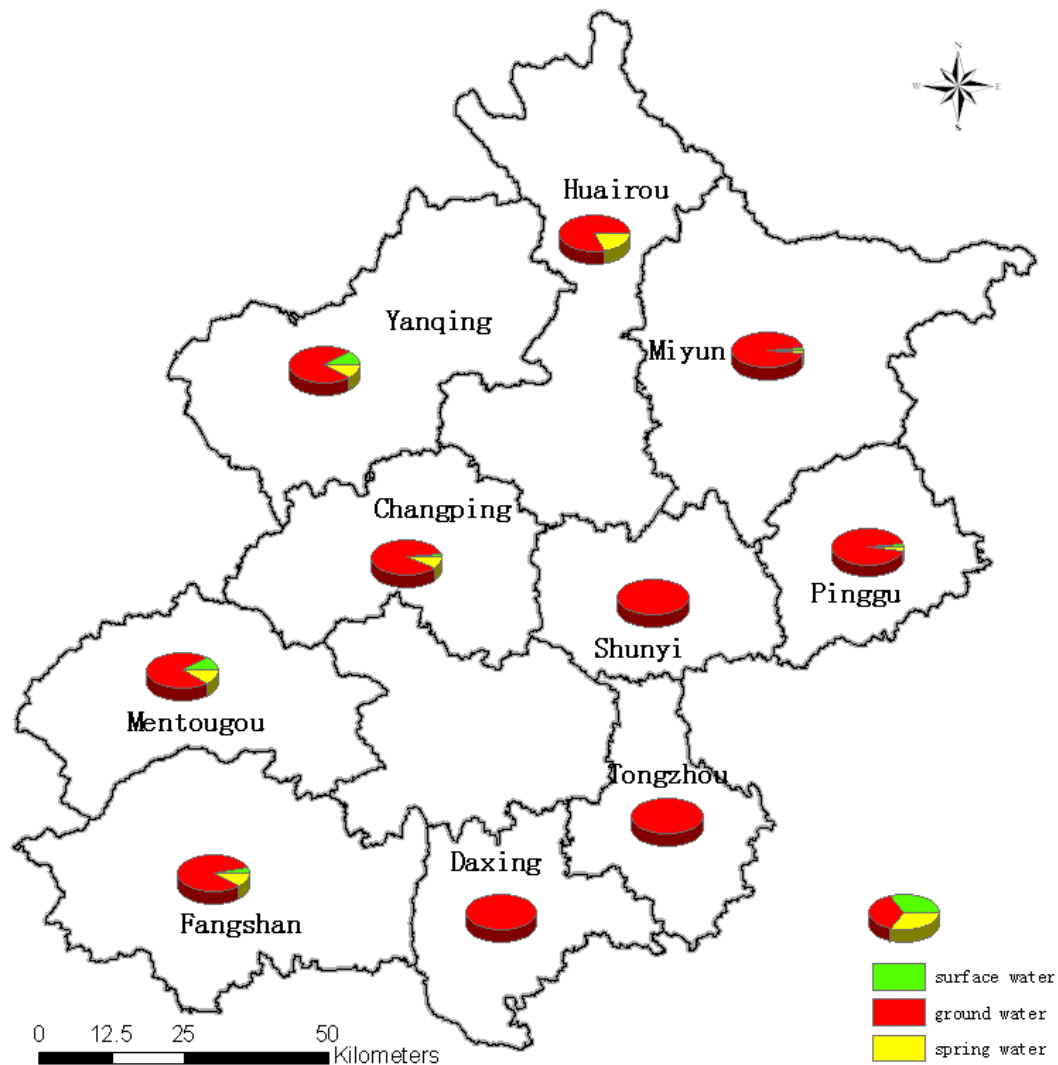 N
W E
S
Huairou
Yanqing
Miyun
Changping
Pinggu
Shunyi
Mentougou
Tongzhou
Daxing
Fangshan
surface water
ground water
spring water
0 12.5 25 50
Kilometers